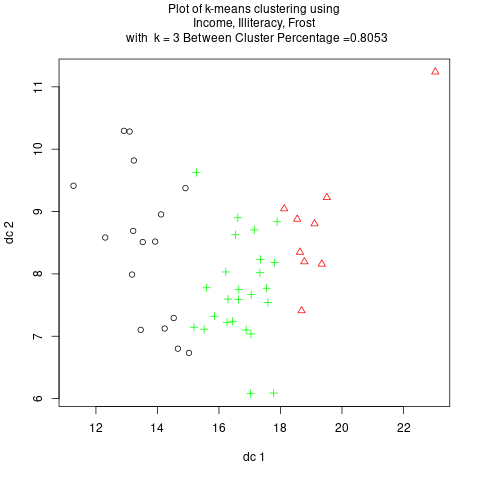 Plot of k-means clustering using
Income, Illiteracy, Frost
with k = 3 Between Cluster Percentage =0.8053
11
10
9
8
7
6
dc 2
12 14 16 18 20 22
dc 1